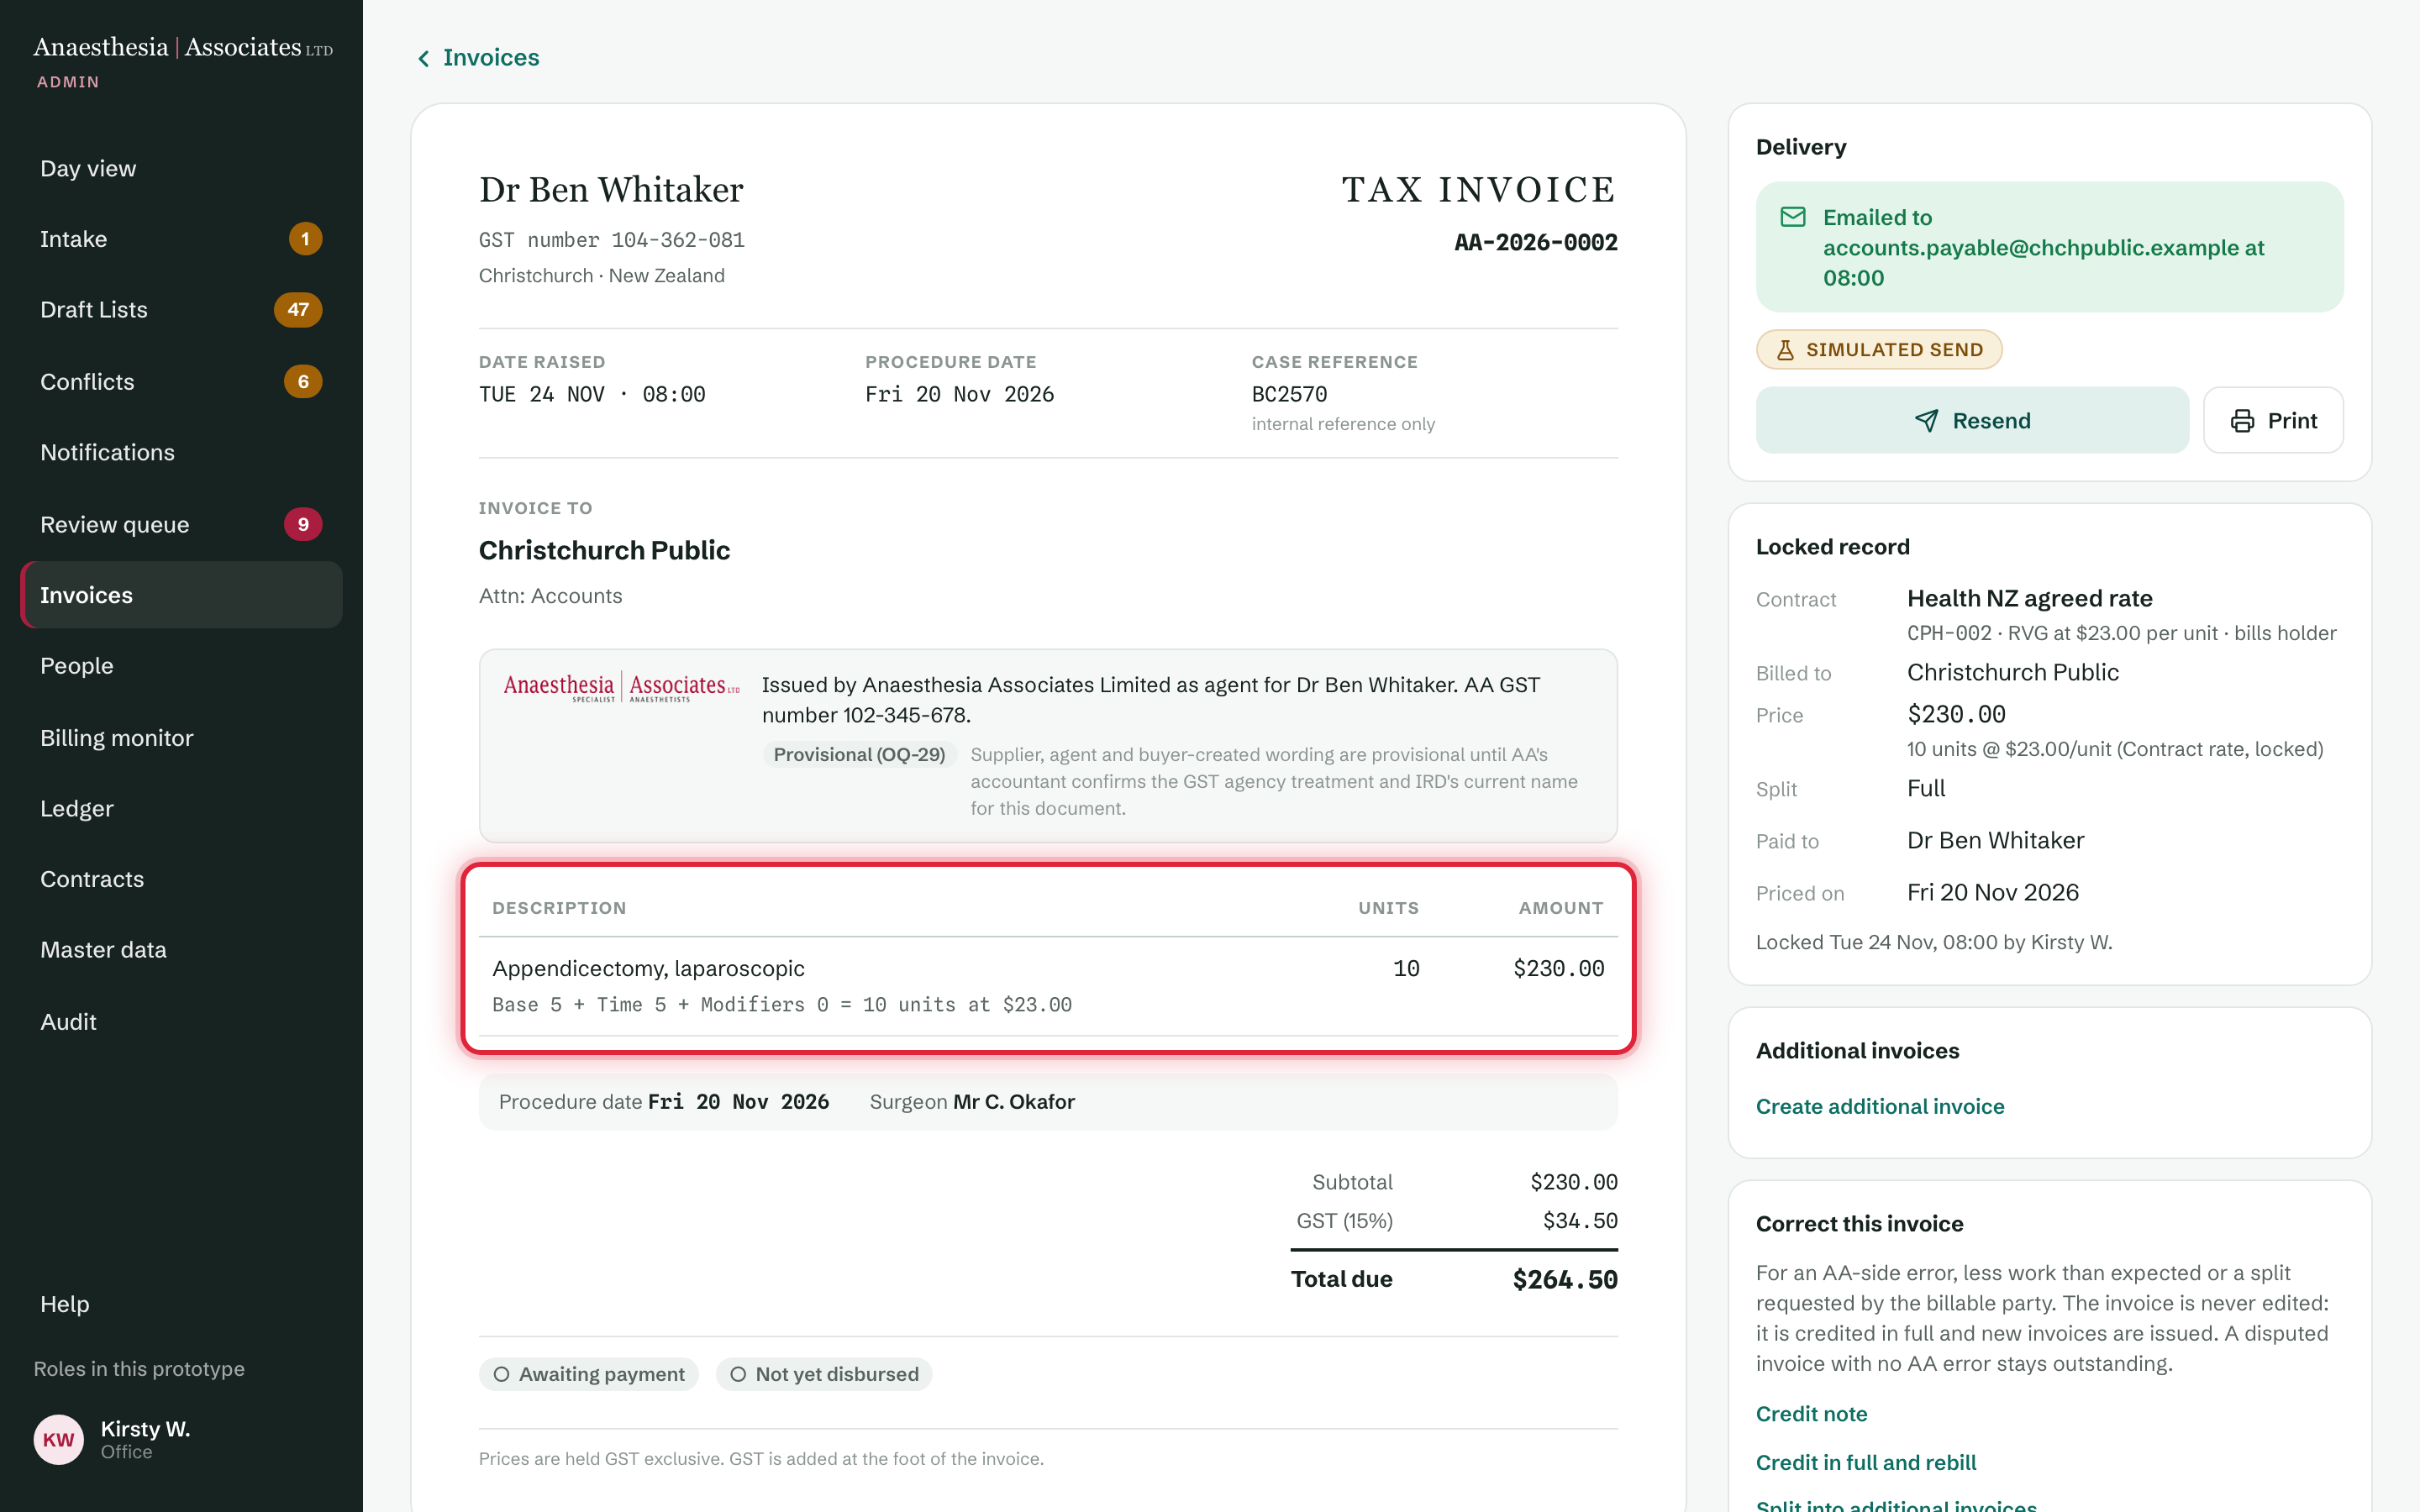 Anaesthesia | Associates LTD
ADMIN
Day view
Intake 1
Draft Lists 47
Conflicts 6
Notifications
Review queue 9
Invoices
People
Billing monitor
Ledger
Contracts
Master data
Audit
Help
Roles in this prototype
KW
Kirsty W.
Office
Invoices
Dr Ben Whitaker
TAX INVOICE
GST number 104-362-081
AA-2026-0002
Christchurch · New Zealand
DATE RAISED PROCEDURE DATE CASE REFERENCE
TUE 24 NOV · 08:00 Fri 20 Nov 2026 BC2570
internal reference only
INVOICE TO
Christchurch Public
Attn: Accounts
Anaesthesia | Associates LTD
SPECIALIST ANAESTHETISTS
Issued by Anaesthesia Associates Limited as agent for Dr Ben Whitaker. AA GST
number 102-345-678.
Provisional (OQ-29) Supplier, agent and buyer-created wording are provisional until AA's
accountant confirms the GST agency treatment and IRD's current name
for this document.
DESCRIPTION UNITS AMOUNT
Appendicectomy, laparoscopic 10 $230.00
Base 5 + Time 5 + Modifiers 0 = 10 units at $23.00
Procedure date Fri 20 Nov 2026 Surgeon Mr C. Okafor
Subtotal $230.00
GST (15%) $34.50
Total due $264.50
Awaiting payment Not yet disbursed
Prices are held GST exclusive. GST is added at the foot of the invoice.
Delivery
Emailed to
accounts.payable@chchpublic.example at
08:00
SIMULATED SEND
Resend Print
Locked record
Contract Health NZ agreed rate
CPH-002 · RVG at $23.00 per unit · bills holder
Billed to Christchurch Public
Price $230.00
10 units @ $23.00/unit (Contract rate, locked)
Split Full
Paid to Dr Ben Whitaker
Priced on Fri 20 Nov 2026
Locked Tue 24 Nov, 08:00 by Kirsty W.
Additional invoices
Create additional invoice
Correct this invoice
For an AA-side error, less work than expected or a split
requested by the billable party. The invoice is never edited:
it is credited in full and new invoices are issued. A disputed
invoice with no AA error stays outstanding.
Credit note
Credit in full and rebill
Split into additional invoices